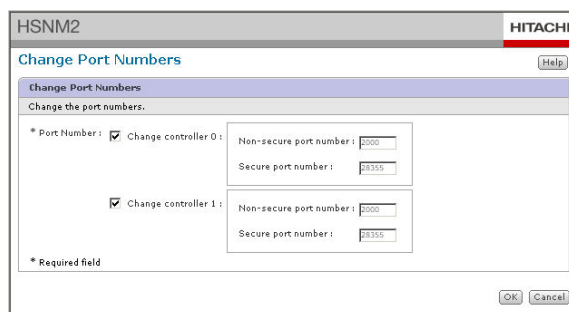 HSNM2 HITACHI
Change Port Numbers
Help
Change Port Numbers
Change the port numbers.
* Port Number : Change controller 0 :
Non-secure port number : 2000
Secure port number : 28355
Change controller 1 :
Non-secure port number : 2000
Secure port number : 28355
* Required field
OK Cancel